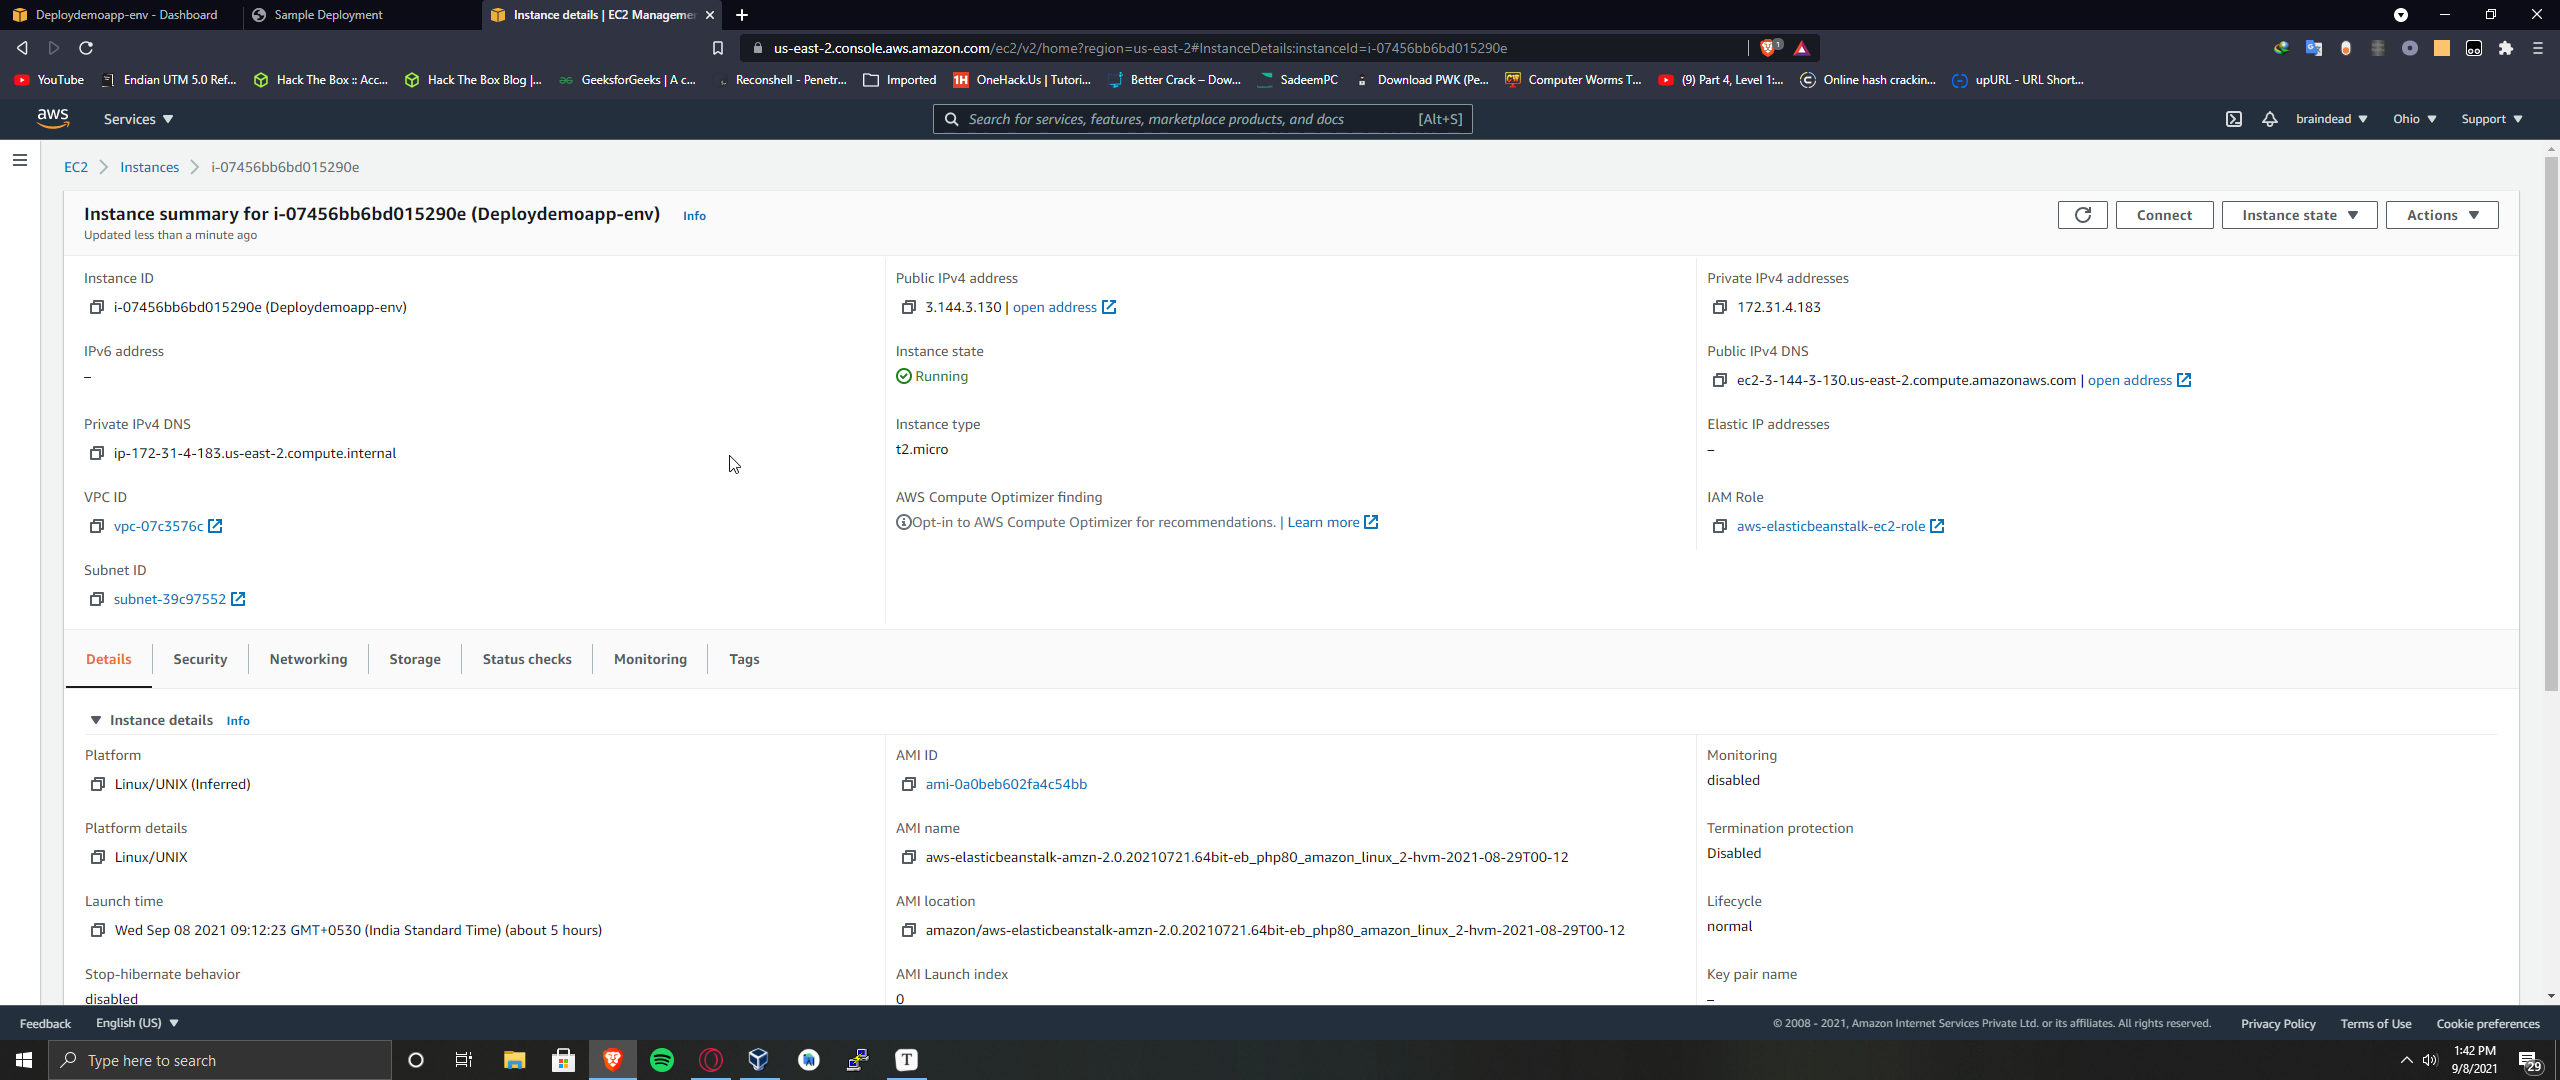 Deploydemoapp-env - Dashboard
Sample Deployment
Instance details | EC2 Manageme
us-east-2.console.aws.amazon.com/ec2/v2/home?region=us-east-2#InstanceDetails:instanceId=i-07456bb6bd015290e
1
YouTube
Endian UTM 5.0 Ref...
Hack The Box :: Acc...
Hack The Box Blog |...
GeeksforGeeks | A c...
Reconshell - Penetr...
Imported
1H OneHack.Us | Tutori...
Better Crack – Dow...
SadeemPC
Download PWK (Pe...
CW Computer Worms T...
(9) Part 4, Level 1:...
Online hash crackin...
upURL - URL Short...
aws
Services
Search for services, features, marketplace products, and docs [Alt+S]
braindead
Ohio
Support
EC2 > Instances > i-07456bb6bd015290e
Instance summary for i-07456bb6bd015290e (Deploydemoapp-env) Info
Updated less than a minute ago
Connect
Instance state
Actions
Instance ID
i-07456bb6bd015290e (Deploydemoapp-env)
Public IPv4 address
3.144.3.130 | open address
Private IPv4 addresses
172.31.4.183
IPv6 address
–
Instance state
Running
Public IPv4 DNS
ec2-3-144-3-130.us-east-2.compute.amazonaws.com | open address
Private IPv4 DNS
ip-172-31-4-183.us-east-2.compute.internal
Instance type
t2.micro
Elastic IP addresses
–
VPC ID
vpc-07c3576c
AWS Compute Optimizer finding
Opt-in to AWS Compute Optimizer for recommendations. | Learn more
IAM Role
aws-elasticbeanstalk-ec2-role
Subnet ID
subnet-39c97552
Details
Security
Networking
Storage
Status checks
Monitoring
Tags
Instance details Info
Platform
Linux/UNIX (Inferred)
AMI ID
ami-0a0beb602fa4c54bb
Monitoring
disabled
Platform details
Linux/UNIX
AMI name
aws-elasticbeanstalk-amzn-2.0.20210721.64bit-eb_php80_amazon_linux_2-hvm-2021-08-29T00-12
Termination protection
Disabled
Launch time
Wed Sep 08 2021 09:12:23 GMT+0530 (India Standard Time) (about 5 hours)
AMI location
amazon/aws-elasticbeanstalk-amzn-2.0.20210721.64bit-eb_php80_amazon_linux_2-hvm-2021-08-29T00-12
Lifecycle
normal
Stop-hibernate behavior
disabled
AMI Launch index
0
Key pair name
–
Feedback
English (US)
© 2008 - 2021, Amazon Internet Services Private Ltd. or its affiliates. All rights reserved.
Privacy Policy
Terms of Use
Cookie preferences
Type here to search
T
1:42 PM
9/8/2021
29